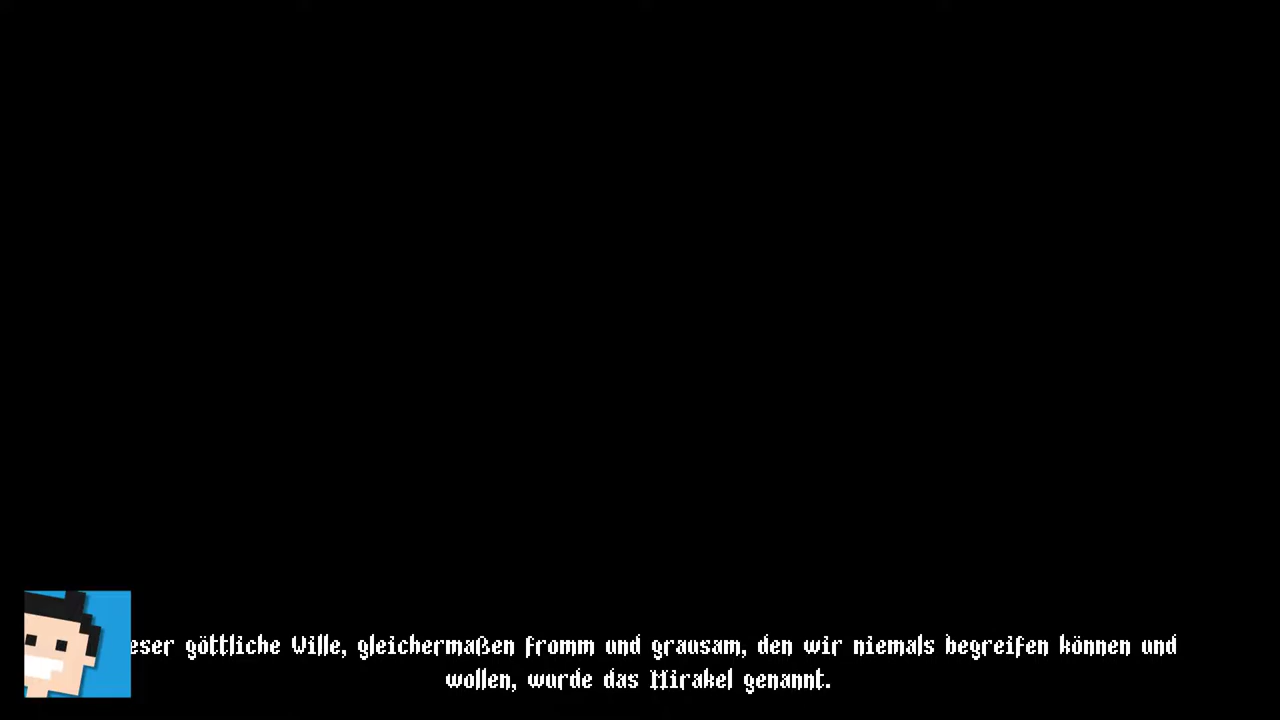 eser göttliche Wille, gleichermaßen fromm und grausam, den wir niemals begreifen können und
wollen, wurde das Mirakel genannt.